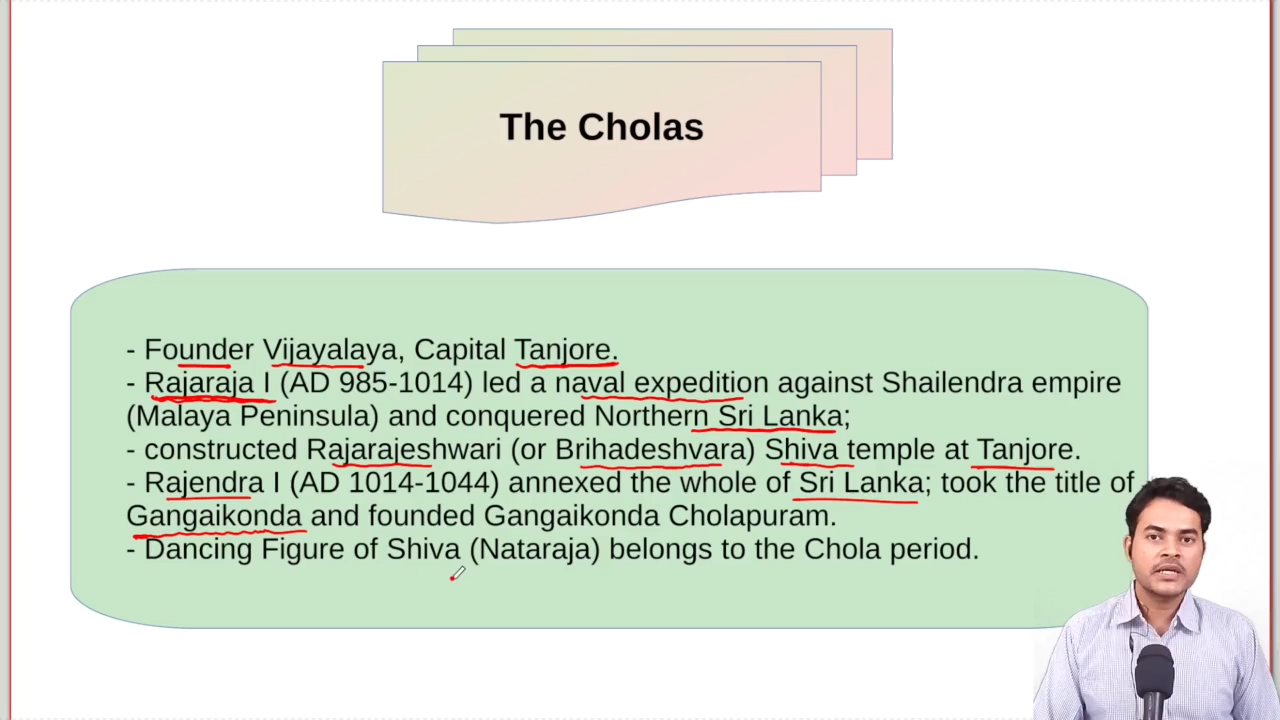 The Cholas
- Founder Vijayalaya, Capital Tanjore.
- Rajaraja I (AD 985-1014) led a naval expedition against Shailendra empire
(Malaya Peninsula) and conquered Northern Sri Lanka;
- constructed Rajarajeshwari (or Brihadeshvara) Shiva temple at Tanjore.
- Rajendra I (AD 1014-1044) annexed the whole of Sri Lanka; took the title of
Gangaikonda and founded Gangaikonda Cholapuram.
- Dancing Figure of Shiva (Nataraja) belongs to the Chola period.